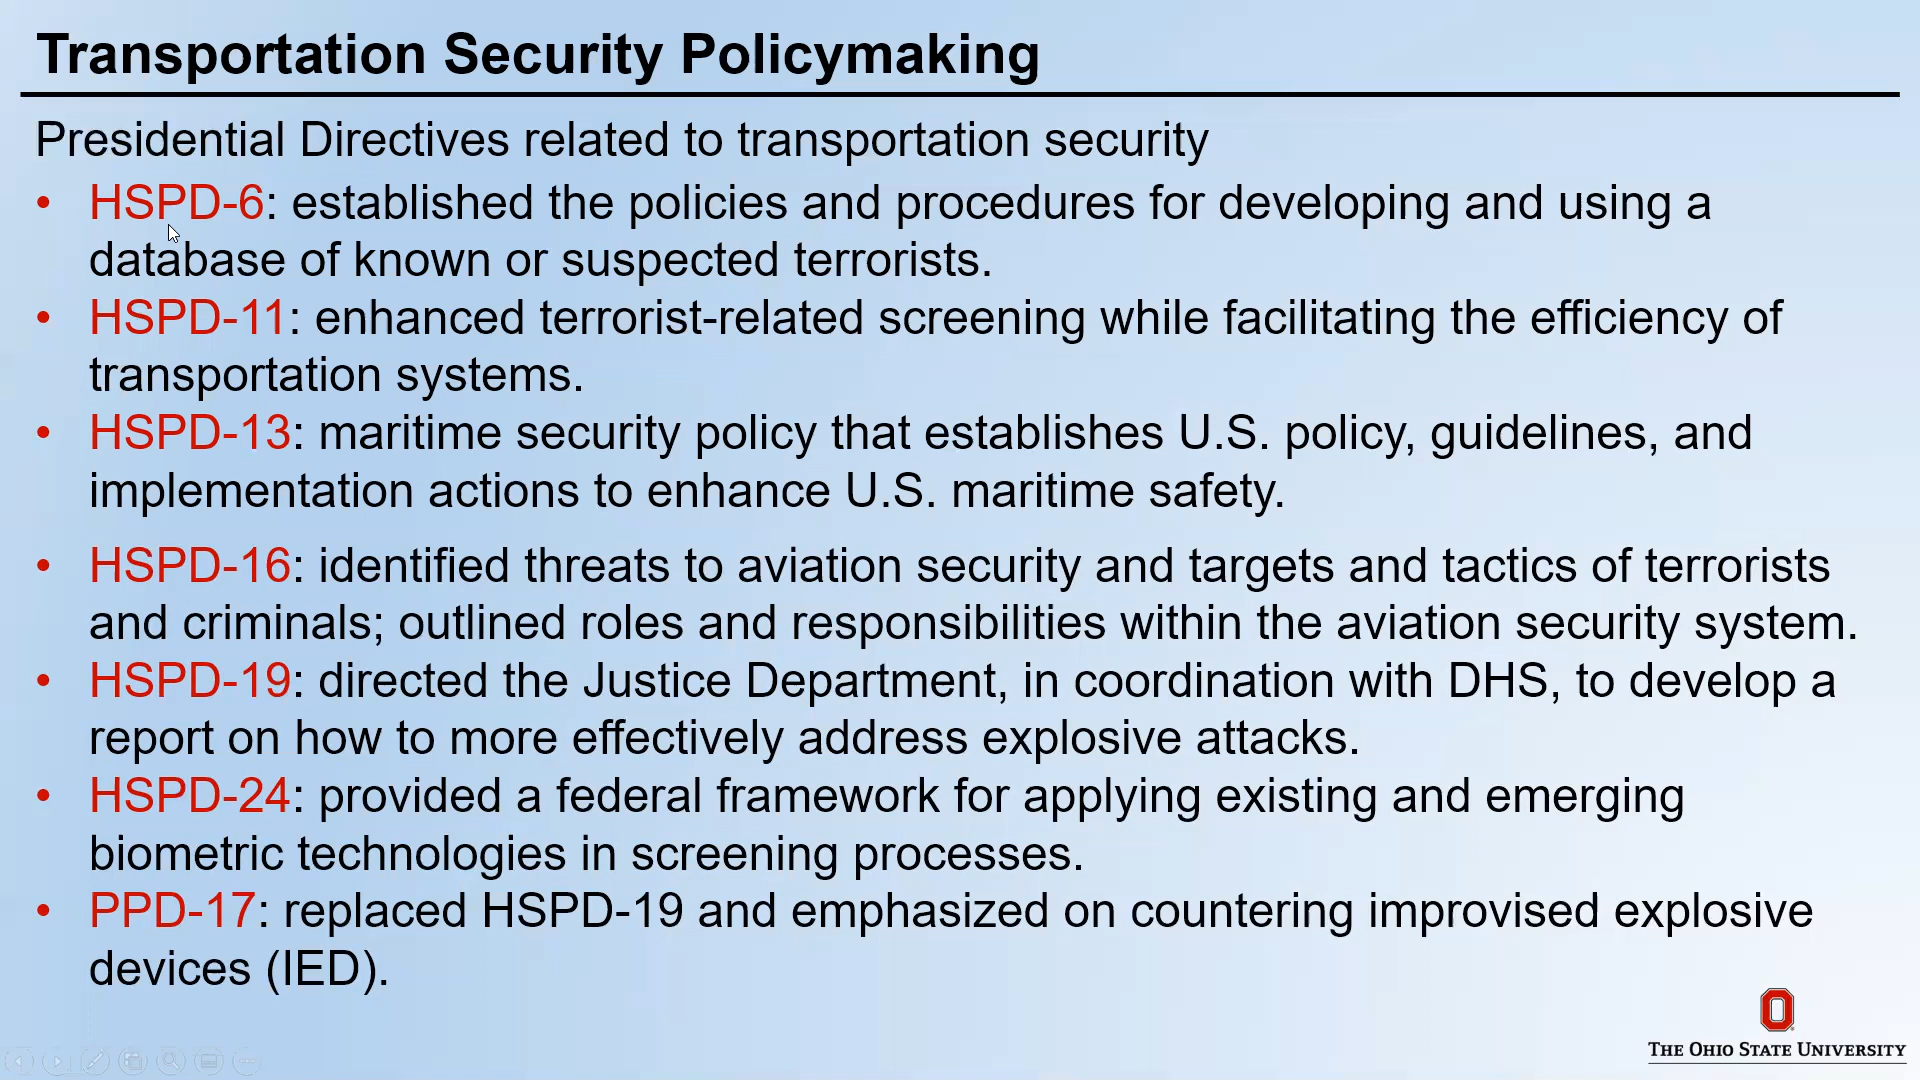 Transportation Security Policymaking
Presidential Directives related to transportation security
• HSPD-6: established the policies and procedures for developing and using a
database of known or suspected terrorists.
• HSPD-11: enhanced terrorist-related screening while facilitating the efficiency of
transportation systems.
• HSPD-13: maritime security policy that establishes U.S. policy, guidelines, and
implementation actions to enhance U.S. maritime safety.
• HSPD-16: identified threats to aviation security and targets and tactics of terrorists
and criminals; outlined roles and responsibilities within the aviation security system.
• HSPD-19: directed the Justice Department, in coordination with DHS, to develop a
report on how to more effectively address explosive attacks.
• HSPD-24: provided a federal framework for applying existing and emerging
biometric technologies in screening processes.
• PPD-17: replaced HSPD-19 and emphasized on countering improvised explosive
devices (IED).
O
THE OHIO STATE UNIVERSITY